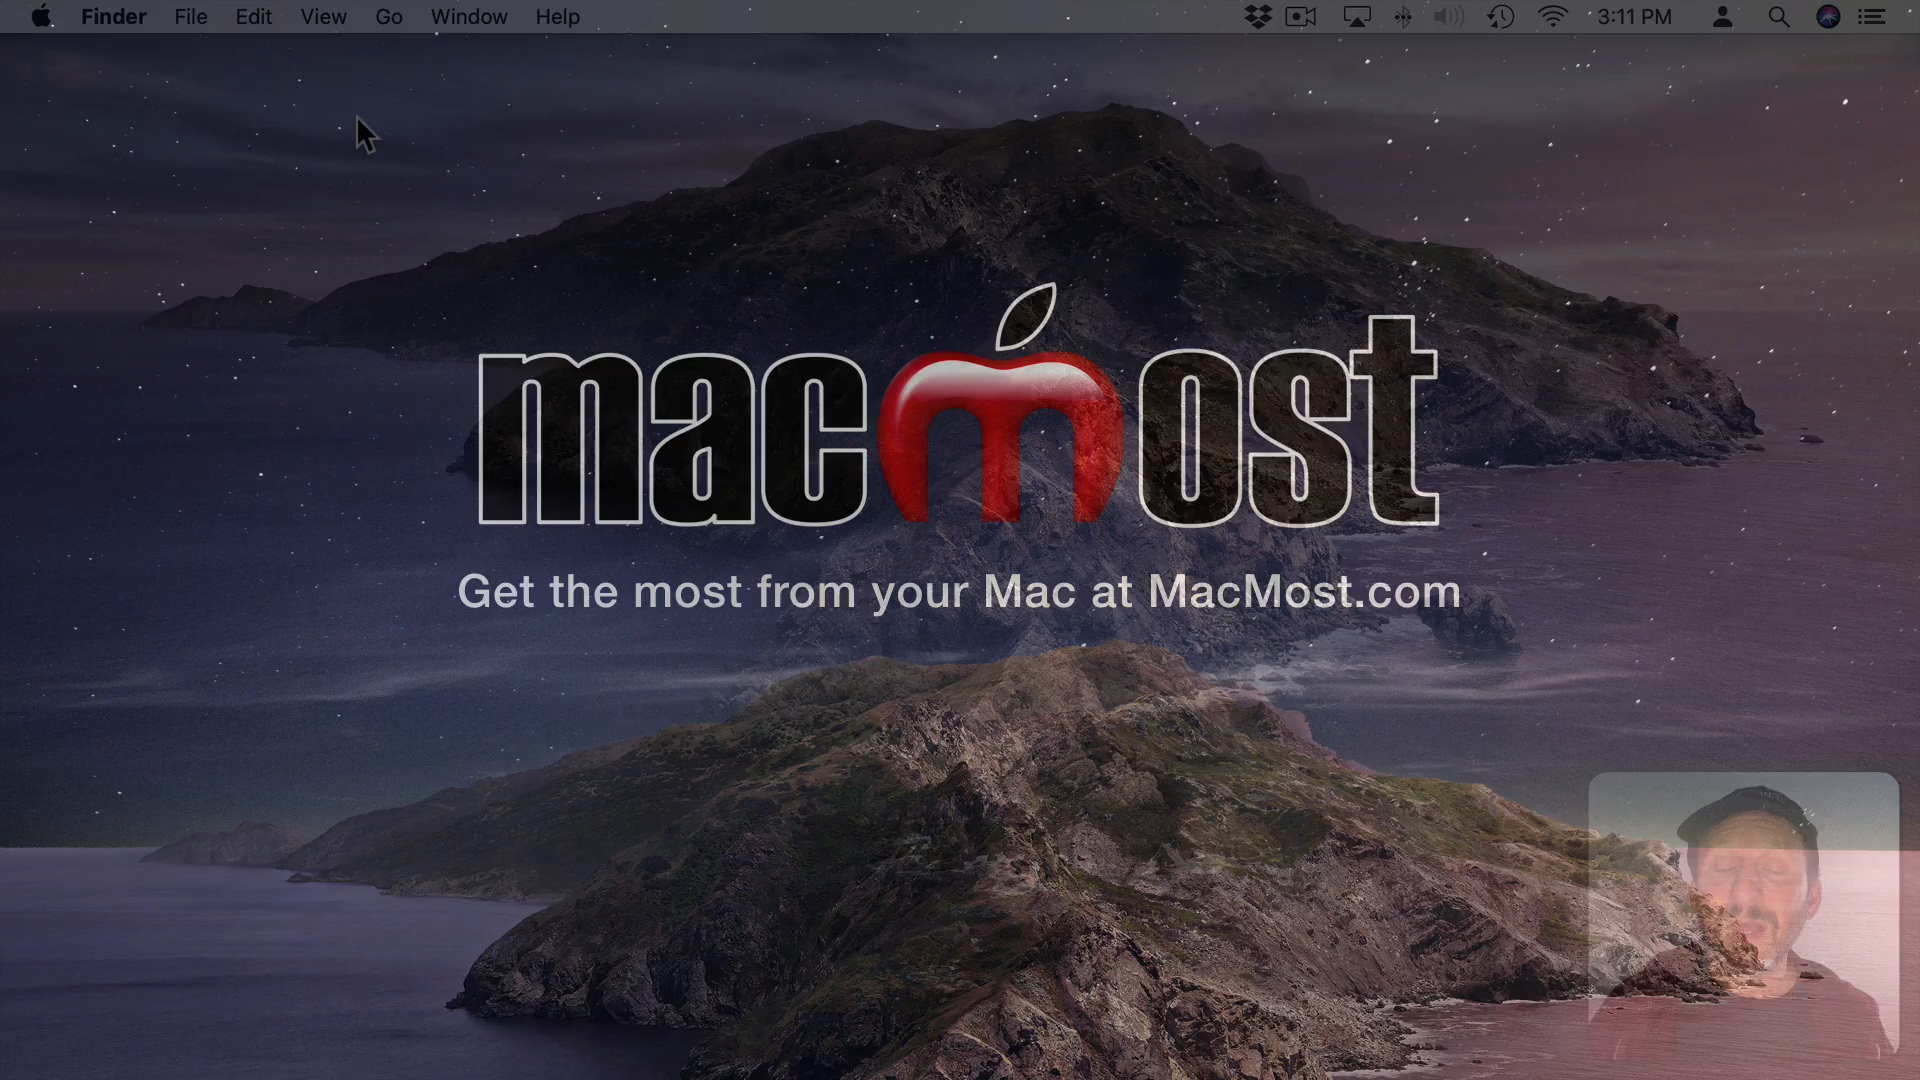 Finder File Edit View Go Window Help 3:11 PM
macmost
Get the most from your Mac at MacMost.com